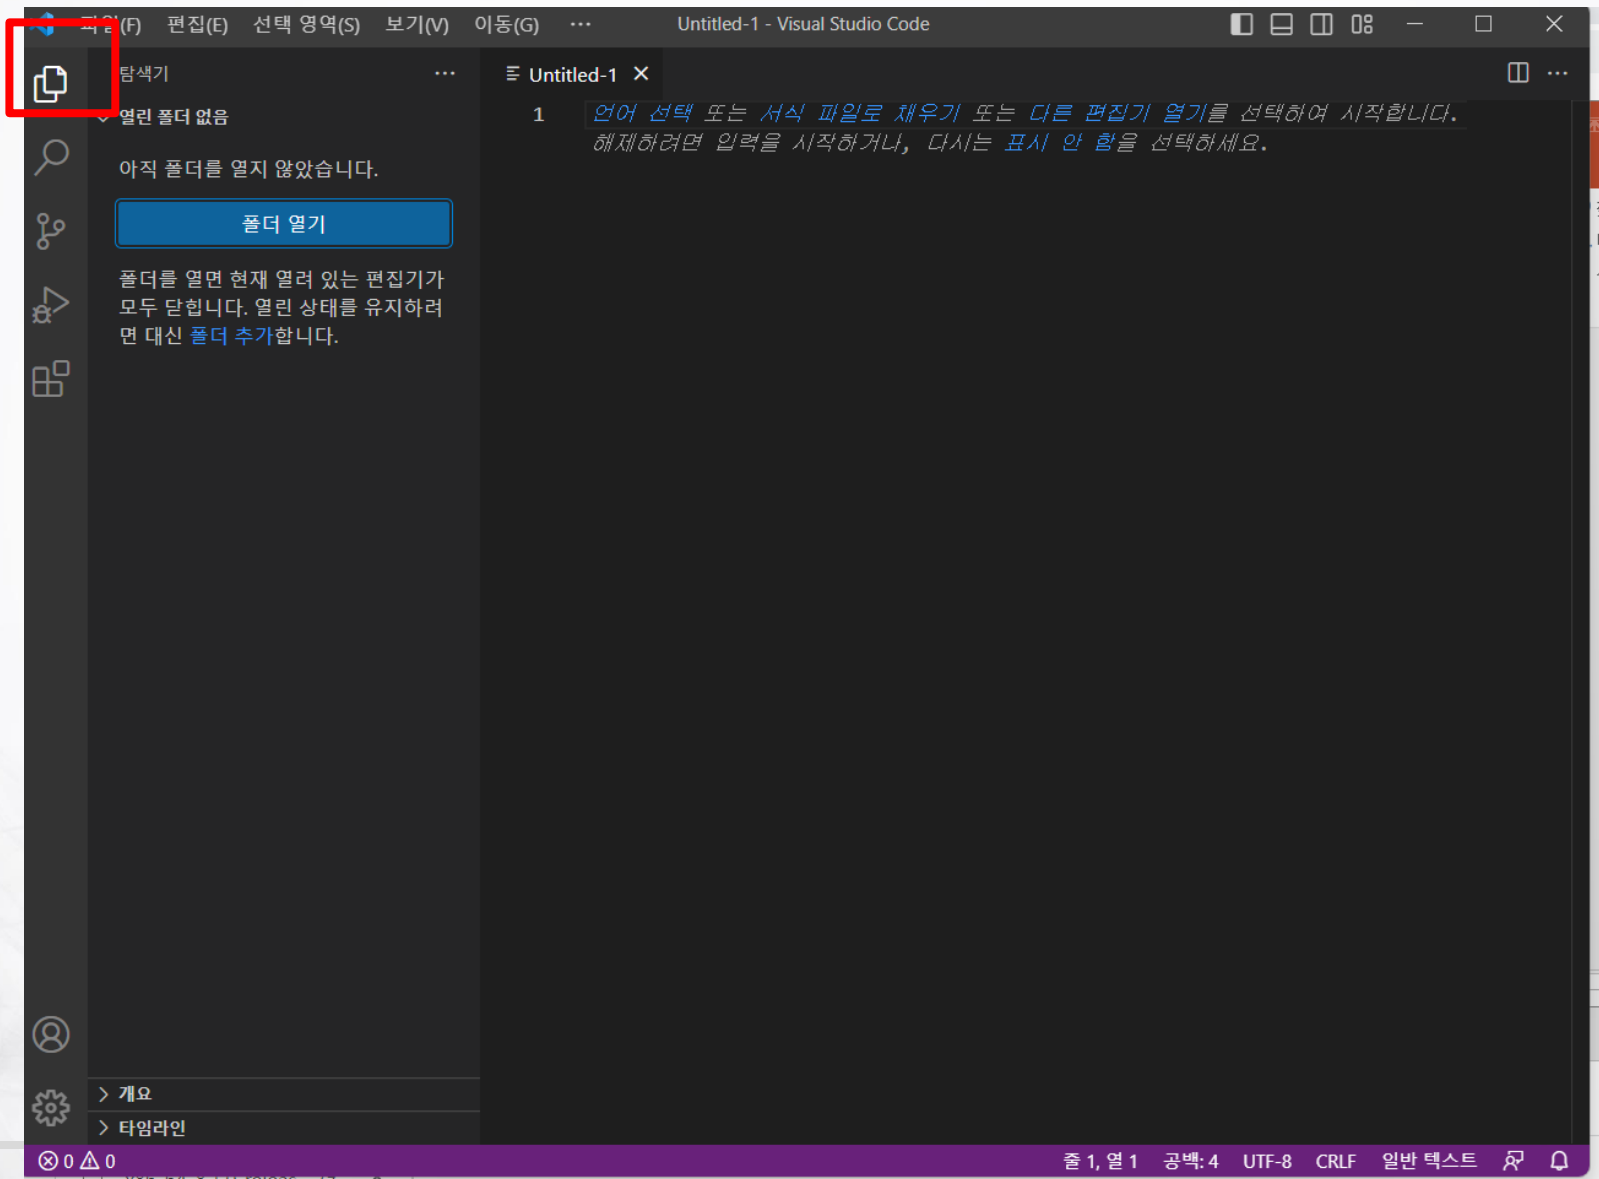 파일(F) 편집(E) 선택 영역(S) 보기(V) 이동(G) ··· Untitled-1 - Visual Studio Code
탐색기 ···
Untitled-1
열린 폴더 없음
아직 폴더를 열지 않았습니다.
폴더 열기
폴더를 열면 현재 열려 있는 편집기가
모두 닫힙니다. 열린 상태를 유지하려
면 대신 폴더 추가합니다.
1 언어 선택 또는 서식 파일로 채우기 또는 다른 편집기 열기를 선택하여 시작합니다.
해제하려면 입력을 시작하거나, 다시는 표시 안 함을 선택하세요.
개요
타임라인
0 0 줄 1, 열 1 공백: 4 UTF-8 CRLF 일반 텍스트